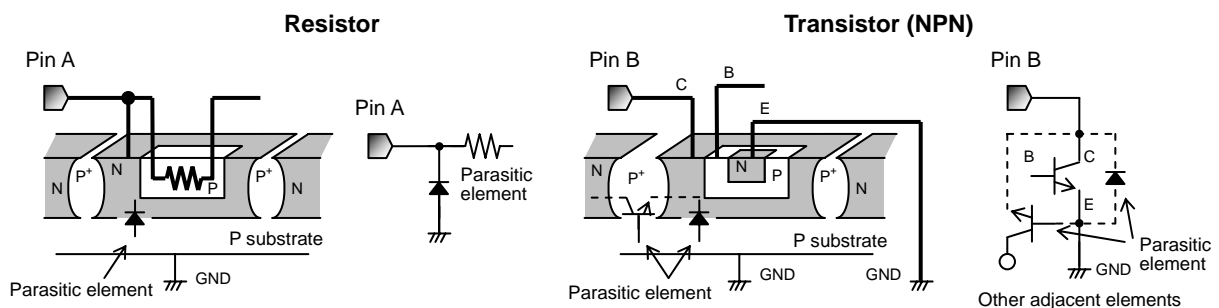 Resistor
Transistor (NPN)
Pin A
Pin A
Pin B
C
B
E
Pin B
N
P+
N
P
P+
N
Parasitic
element
N
P+
N
P
P+
N
B
C
E
P substrate
P substrate
Parasitic
element
GND
GND
GND
GND
Parasitic element
Parasitic element
Other adjacent elements